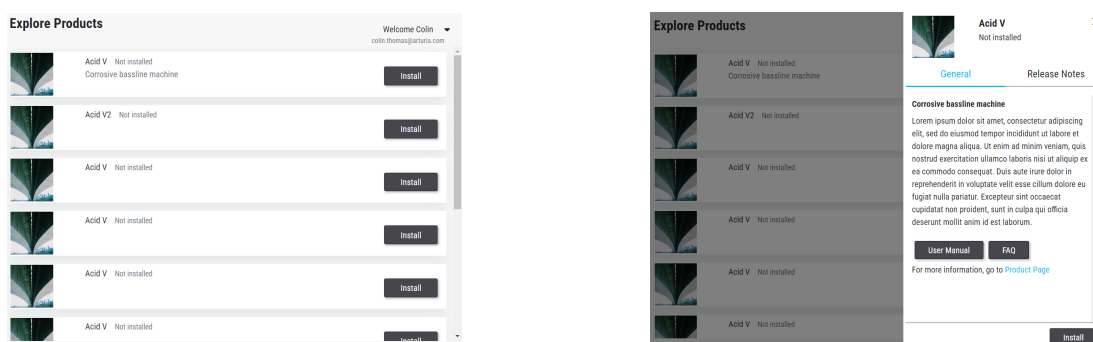 Explore Products
Welcome Colin
colin.thomas@arturia.com
Acid V Not installed
Corrosive bassline machine
Install
Acid V2 Not installed
Install
Acid V Not installed
Install
Acid V Not installed
Install
Acid V Not installed
Install
Acid V Not installed
Install
Explore Products
Acid V Not installed
Corrosive bassline machine
Acid V2 Not installed
Acid V Not installed
Acid V Not installed
Acid V Not installed
Acid V Not installed
Acid V
Not installed
General Release Notes
Corrosive bassline machine
Lorem ipsum dolor sit amet, consectetur adipiscing
elit, sed do eiusmod tempor incididunt ut labore et
dolore magna aliqua. Ut enim ad minim veniam, quis
nostrud exercitation ullamco laboris nisi ut aliquip ex
ea commodo consequat. Duis aute irure dolor in
reprehenderit in voluptate velit esse cillum dolore eu
fugiat nulla pariatur. Excepteur sint occaecat
cupidatat non proident, sunt in culpa qui officia
deserunt mollit anim id est laborum.
User Manual FAQ
For more information, go to Product Page
Install